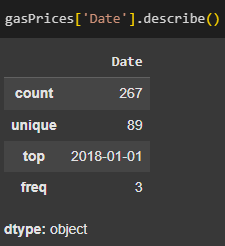 gasPrices['Date'].describe()
Date
count 267
unique 89
top 2018-01-01
freq 3
dtype: object